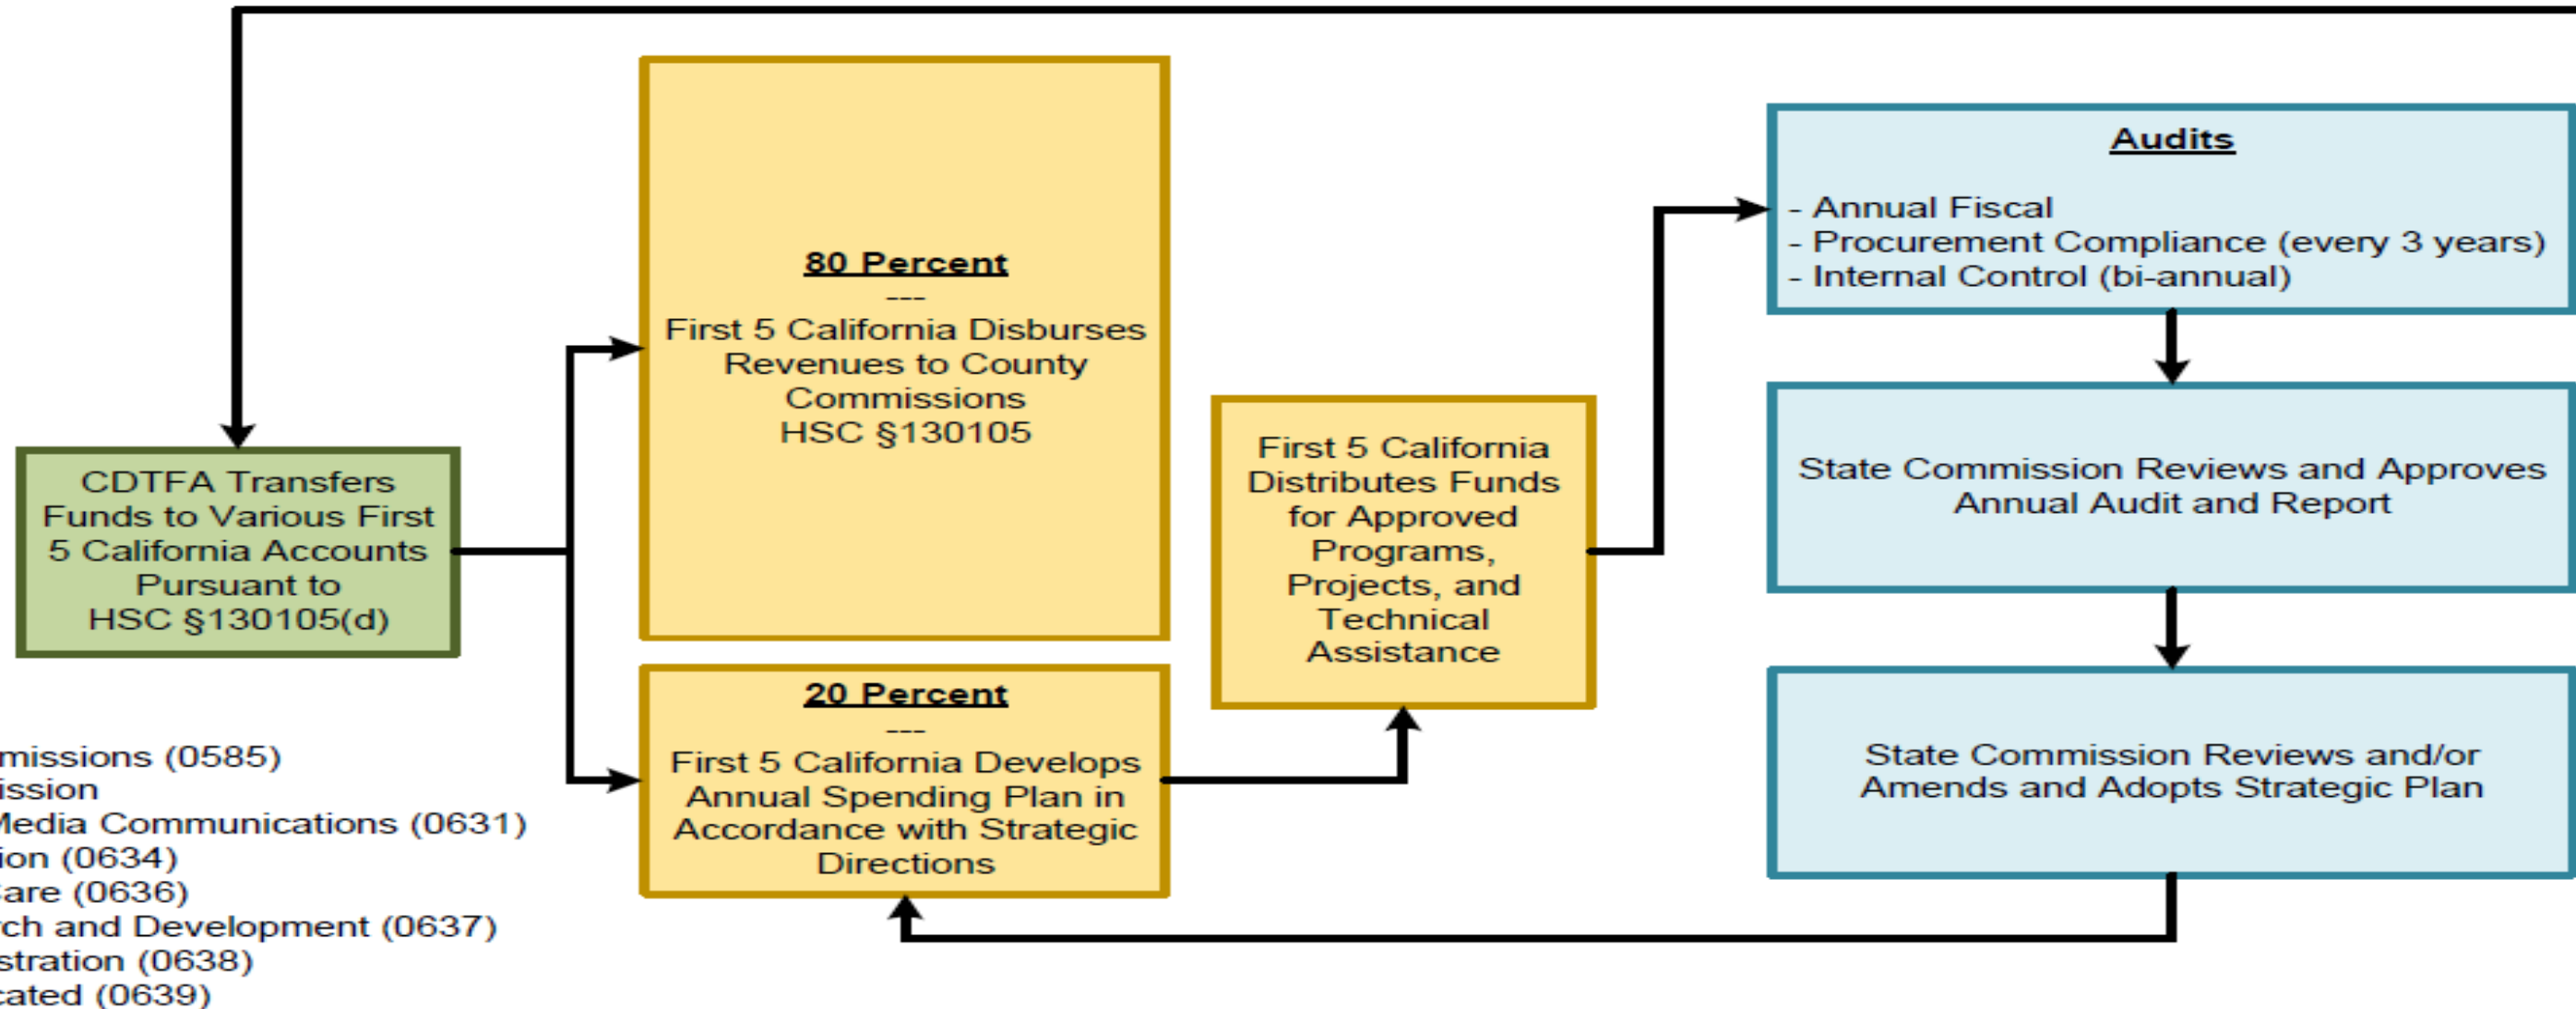 CDTFA Transfers
Funds to Various First
5 California Accounts
Pursuant to
HSC §130105(d)
80 Percent
---
First 5 California Disburses
Revenues to County
Commissions
HSC §130105
20 Percent
---
First 5 California Develops
Annual Spending Plan in
Accordance with Strategic
Directions
First 5 California
Distributes Funds
for Approved
Programs,
Projects, and
Technical
Assistance
Audits
- Annual Fiscal
- Procurement Compliance (every 3 years)
- Internal Control (bi-annual)
State Commission Reviews and Approves
Annual Audit and Report
State Commission Reviews and/or
Amends and Adopts Strategic Plan
missions (0585)
ission
Media Communications (0631)
ion (0634)
Care (0636)
rch and Development (0637)
stration (0638)
cated (0639)